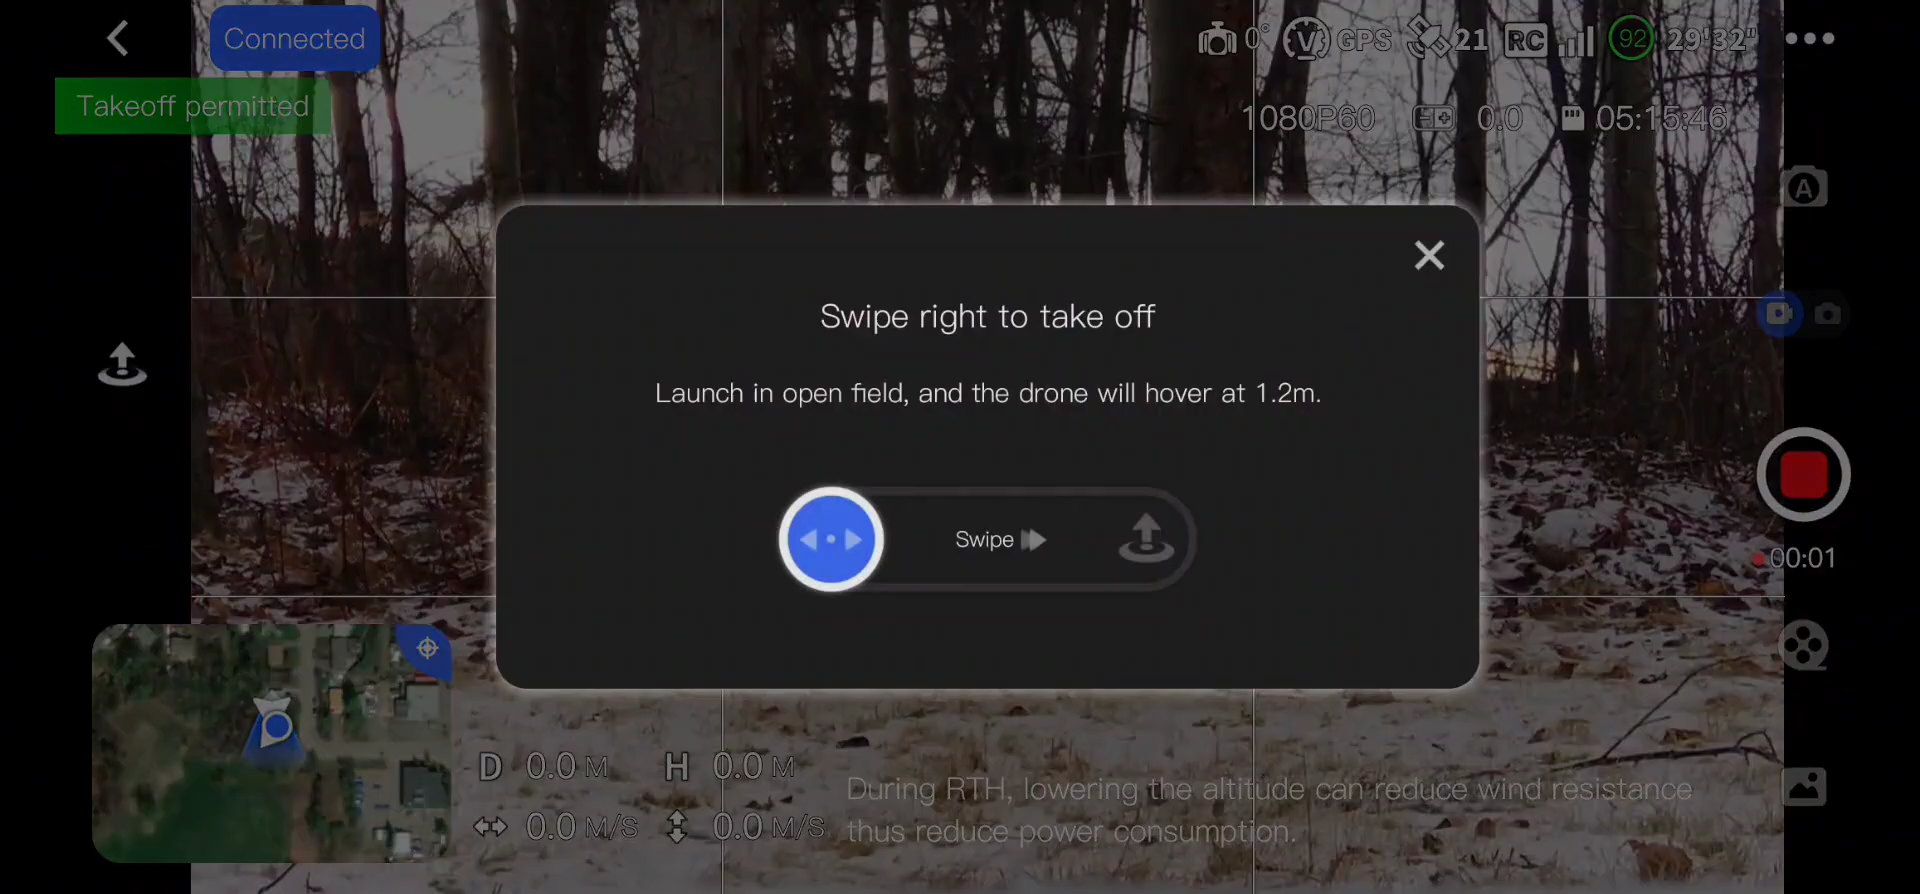 Connected
0°
V
GPS
21
RC
92
29'32"
Takeoff permitted
1080P60
0.0
05:15:46
A
Swipe right to take off
Launch in open field, and the drone will hover at 1.2m.
Swipe
00:01
D 0.0 M H 0.0 M
0.0 M/S 0.0 M/S
During RTH, lowering the altitude can reduce wind resistance
thus reduce power consumption.